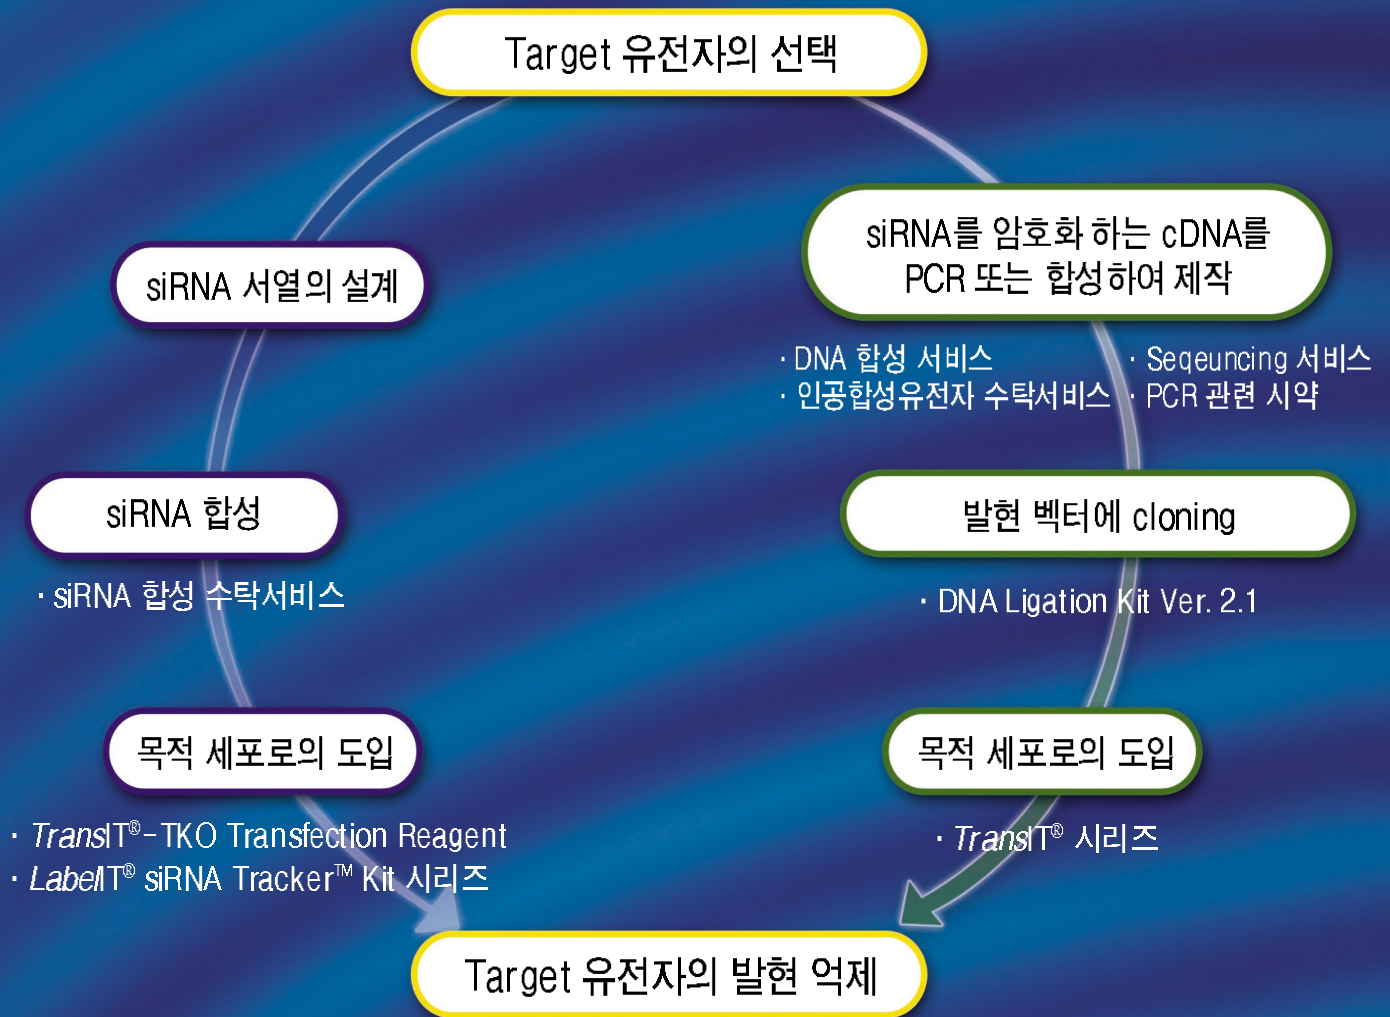 Target 유전자의 선택
siRNA 서열의 설계
siRNA 합성
· siRNA 합성 수탁서비스
목적 세포로의 도입
· TransIT®-TKO Transfection Reagent
· LabelIT® siRNA Tracker™ Kit 시리즈
siRNA를 암호화 하는 cDNA를
PCR 또는 합성하여 제작
· DNA 합성 서비스 · Seqeuncing 서비스
· 인공합성유전자 수탁서비스 · PCR 관련 시약
발현 벡터에 cloning
· DNA Ligation Kit Ver. 2.1
목적 세포로의 도입
· TransIT® 시리즈
Target 유전자의 발현 억제